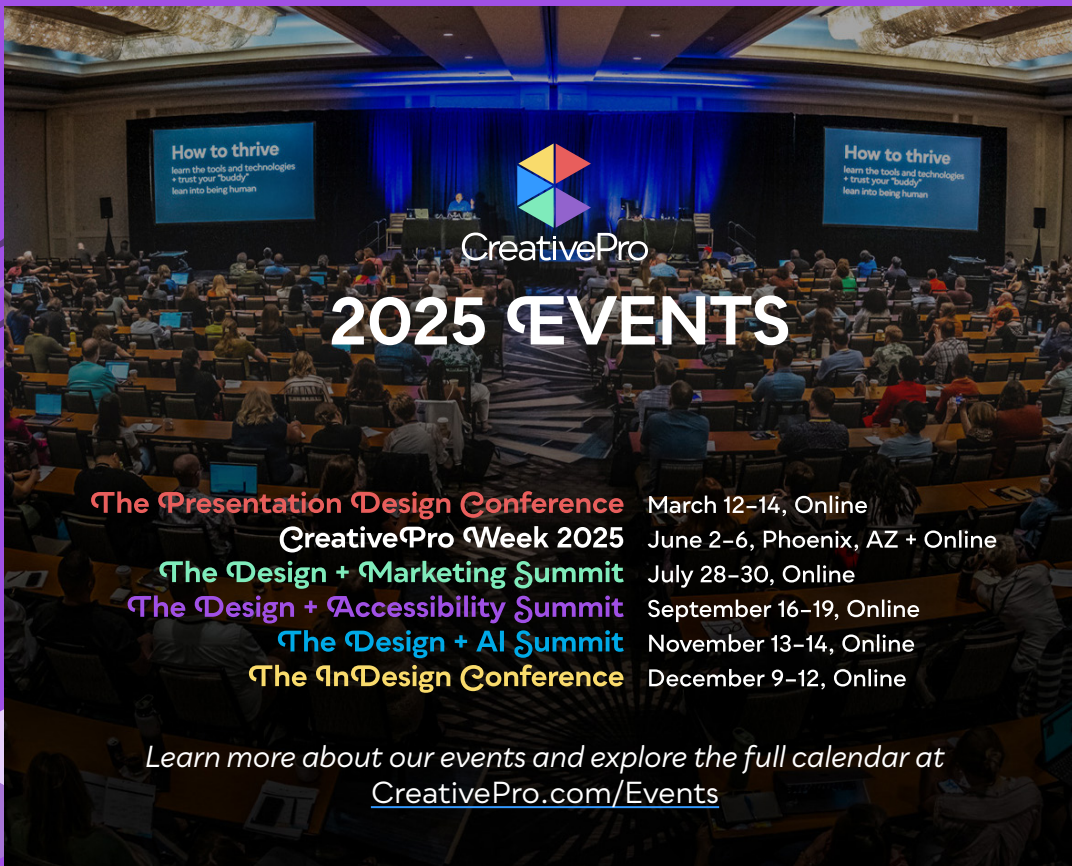 How to thrive
learn the tools and technologies
+ trust your "buddy"
lean into being human
How to thrive
learn the tools and technologies
+ trust your "buddy"
lean into being human
CreativePro
2025 EVENTS
The Presentation Design Conference March 12–14, Online
CreativePro Week 2025 June 2–6, Phoenix, AZ + Online
The Design + Marketing Summit July 28–30, Online
The Design + Accessibility Summit September 16–19, Online
The Design + AI Summit November 13–14, Online
The InDesign Conference December 9–12, Online
Learn more about our events and explore the full calendar at
CreativePro.com/Events